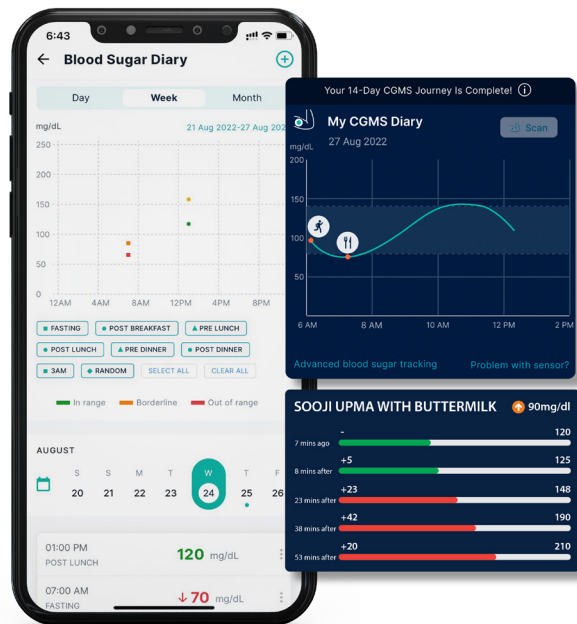 6:43
Blood Sugar Diary
Day Week Month
mg/dL
21 Aug 2022-27 Aug 202
250
200
150
100
50
0
12AM 4AM 8AM 12PM 4PM 8PM
FASTING POST BREAKFAST PRE LUNCH
POST LUNCH PRE DINNER POST DINNER
3AM RANDOM SELECT ALL CLEAR ALL
In range Borderline Out of range
AUGUST
S S M T W T F
20 21 22 23 24 25 26
01:00 PM
POST LUNCH
120 mg/dL
07:00 AM
FASTING
↓70 mg/dL
Your 14-Day CGMS Journey Is Complete!
My CGMS Diary
Scan
27 Aug 2022
mg/dL
200
150
100
50
6 AM 8 AM 10 AM 12 PM 2 PM
Advanced blood sugar tracking Problem with sensor?
SOOJI UPMA WITH BUTTERMILK 90mg/dl
- 120
7 mins ago
+5 125
8 mins after
+23 148
23 mins after
+42 190
38 mins after
+20 210
53 mins after